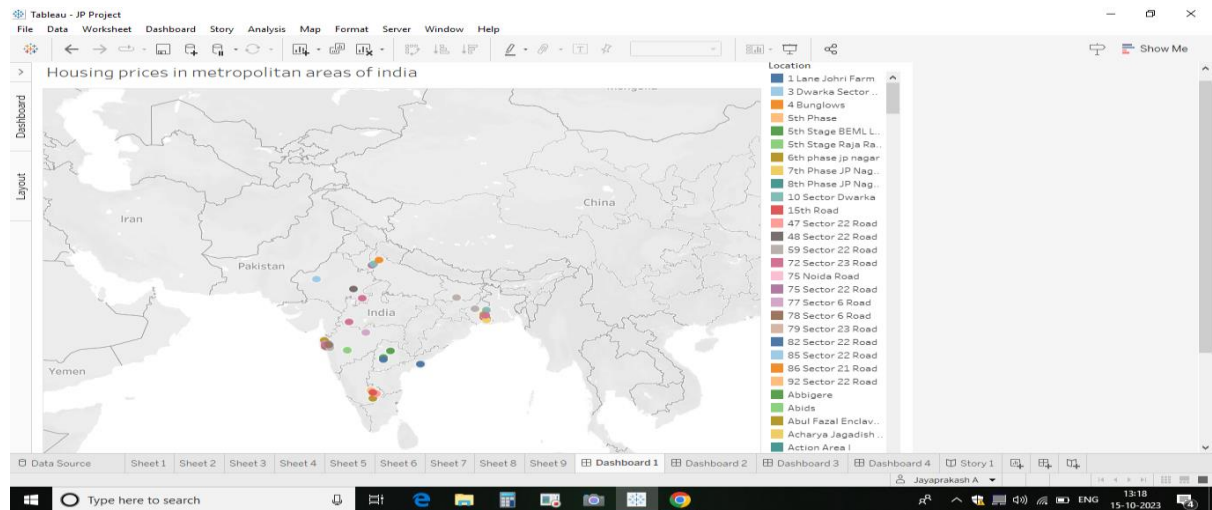 Tableau - JP Project
File Data Worksheet Dashboard Story Analysis Map Format Server Window Help
Show Me
Dashboard
Layout
Housing prices in metropolitan areas of india
Iran
Pakistan
China
India
Yemen
Location
1 Lane Johri Farm
3 Dwarka Sector ..
4 Bunglows
5th Phase
5th Stage BEML L..
5th Stage Raja Ra..
6th phase jp nagar
7th Phase JP Nag..
8th Phase JP Nag..
10 Sector Dwarka
15th Road
47 Sector 22 Road
48 Sector 22 Road
59 Sector 22 Road
72 Sector 23 Road
75 Noida Road
75 Sector 22 Road
77 Sector 6 Road
78 Sector 6 Road
79 Sector 23 Road
82 Sector 22 Road
85 Sector 22 Road
86 Sector 21 Road
92 Sector 22 Road
Abbigere
Abids
Abul Fazal Enclav..
Acharya Jagadish ..
Action Area I
Data Source Sheet 1 Sheet 2 Sheet 3 Sheet 4 Sheet 5 Sheet 6 Sheet 7 Sheet 8 Sheet 9 Dashboard 1 Dashboard 2 Dashboard 3 Dashboard 4 Story 1
Jayaprakash A
Type here to search
ENG
13:18
15-10-2023
4